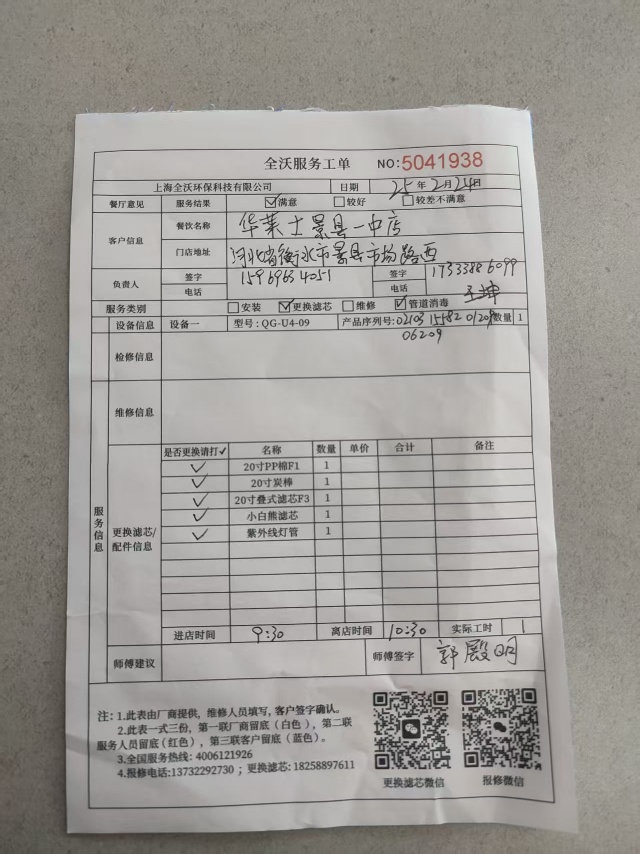 全沃服务工单 NO:5041938
上海全沃环保科技有限公司 日期 25年2月24日
餐厅意见 服务结果 ☑满意 □较好 □较差不满意
客户信息 餐饮名称 华莱士景县一中店
门店地址 河北省衡水市景县市场路西
负责人 签字 电话 15969634051 签字 电话 17333886099 王坤
服务类别 □安装 ☑更换滤芯 □维修 ☑管道消毒
设备信息 设备一 型号:QG-U4-09 产品序列号: 数量 1
06209
检修信息
维修信息
服务信息
更换滤芯/配件信息
是否更换请打✓ 名称 数量 单价 合计 备注
✓ 20寸PP棉F1 1
✓ 20寸炭棒 1
✓ 20寸叠式滤芯F3 1
✓ 小白熊滤芯 1
✓ 紫外线灯管 1
进店时间 9:30 离店时间 10:30 实际工时 1
师傅建议 师傅签字 郭殿明
注: 1.此表由厂商提供，维修人员填写，客户签字确认。
2.此表一式三份，第一联厂商留底（白色），第二联
服务人员留底(红色)，第三联客户留底（蓝色）。
3.全国服务热线: 4006121926
4.报修电话:13732292730 ; 更换滤芯: 18258897611
更换滤芯微信 报修微信